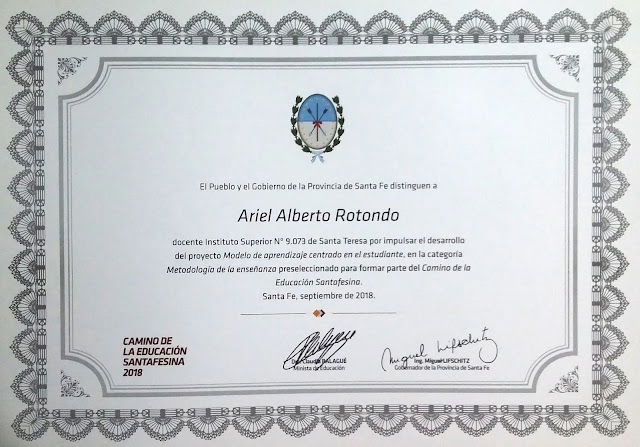 El Pueblo y el Gobierno de la Provincia de Santa Fe distinguen a
Ariel Alberto Rotondo
docente Instituto Superior N° 9.073 de Santa Teresa por impulsar el desarrollo
del proyecto Modelo de aprendizaje centrado en el estudiante, en la categoría
Metodología de la enseñanza preseleccionado para formar parte del Camino de la
Educación Santafesina.
Santa Fe, septiembre de 2018.
CAMINO DE
LA EDUCACIÓN
SANTAFESINA
2018
Claudia BALAGUÉ
Ministra de Educación
Miguel Lifschitz
Ing. Miguel LIFSCHITZ
Gobernador de la Provincia de Santa Fe